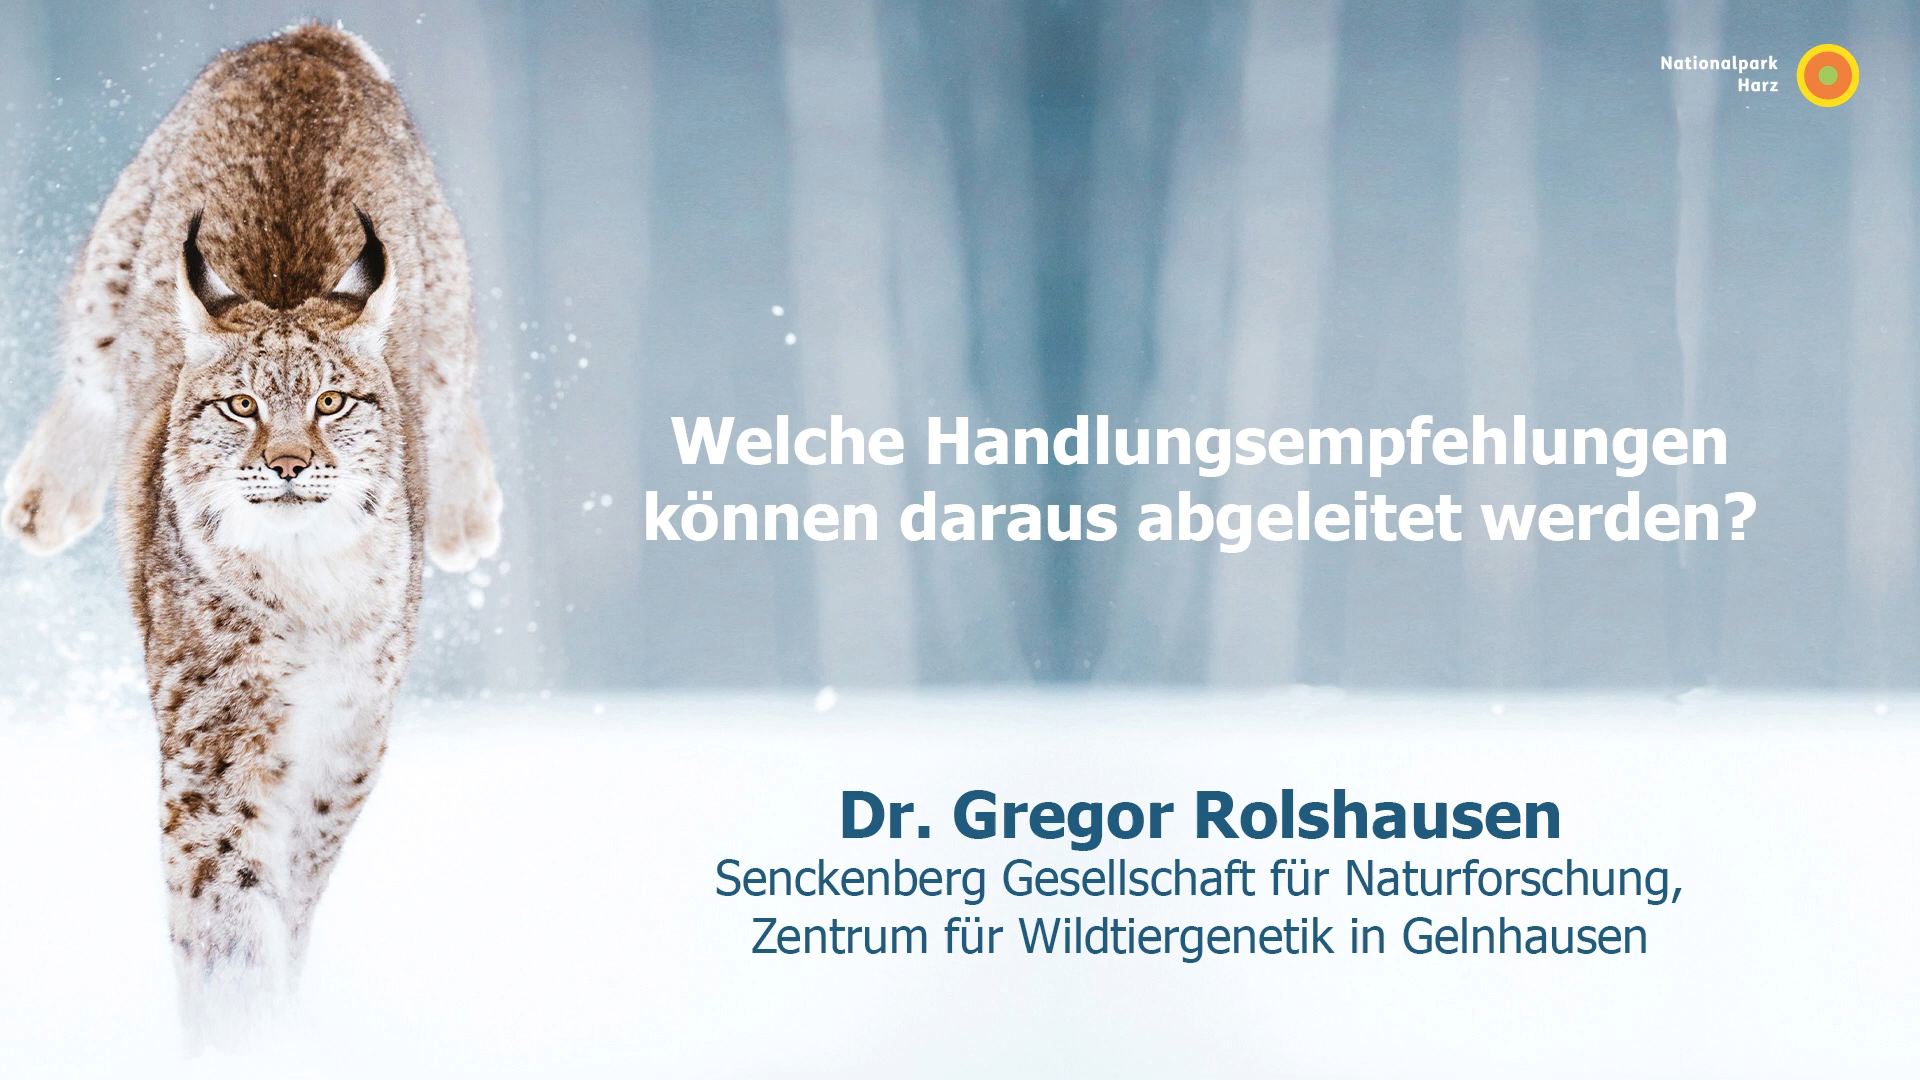 Nationalpark
Harz
Welche Handlungsempfehlungen
können daraus abgeleitet werden?
Dr. Gregor Rolshausen
Senckenberg Gesellschaft für Naturforschung,
Zentrum für Wildtiergenetik in Gelnhausen